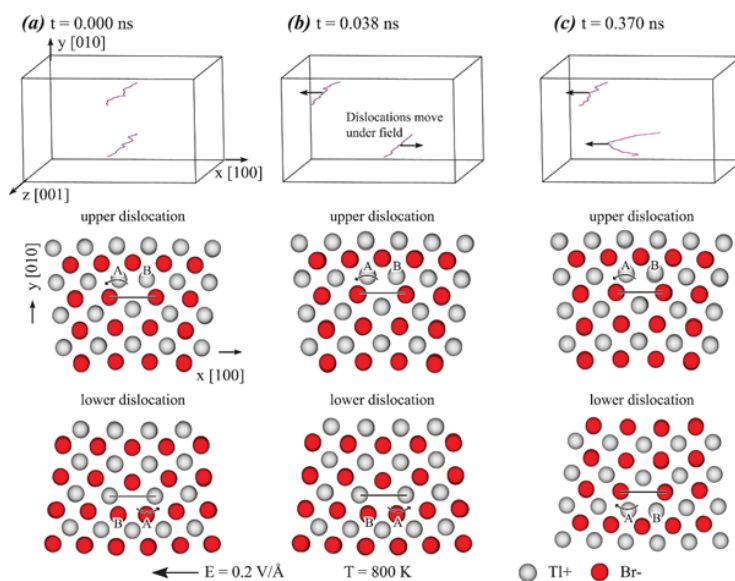 (a) t = 0.000 ns
(b) t = 0.038 ns
(c) t = 0.370 ns
y [010]
Dislocations move
under field
x [100]
z [001]
upper dislocation
upper dislocation
upper dislocation
A B
A B
A B
y [010]
x [100]
lower dislocation
lower dislocation
lower dislocation
B A
B A
A B
E = 0.2 V/Å
T = 800 K
Tl+
Br-